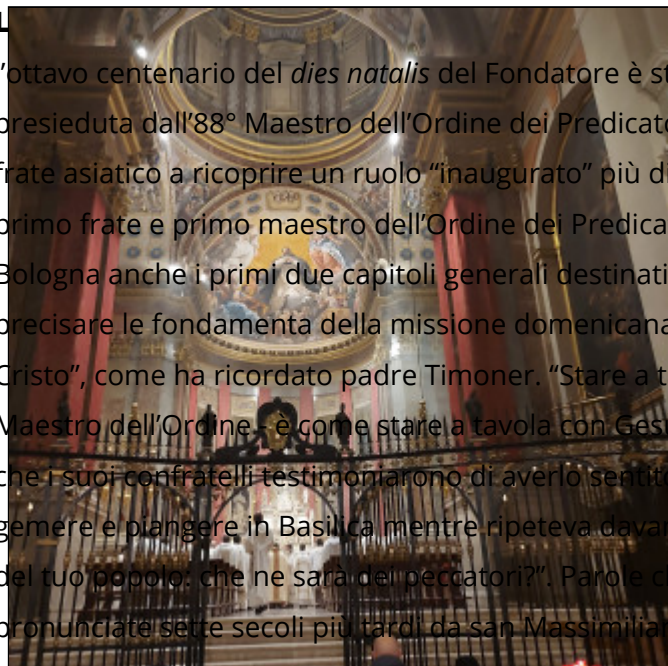 L
'ottavo centenario del dies natalis del Fondatore è st
presieduta dall'88° Maestro dell'Ordine dei Predicato
frate asiatico a ricoprire un ruolo “inaugurato” più d
primo frate e primo maestro dell'Ordine dei Predica
Bologna anche i primi due capitoli generali destinati
precisare le fondamenta della missione domenicana
Cristo”, come ha ricordato padre Timoner. “Stare a t
Maestro dell'Ordine - è come stare a tavola con Gesù
che i suoi confratelli testimoniarono di averlo sentito
gemere e piangere in Basilica mentre ripeteva davan
del tuo popolo: che ne sarà dei peccatori?”. Parole c
pronunciate sette secoli più tardi da san Massimilian